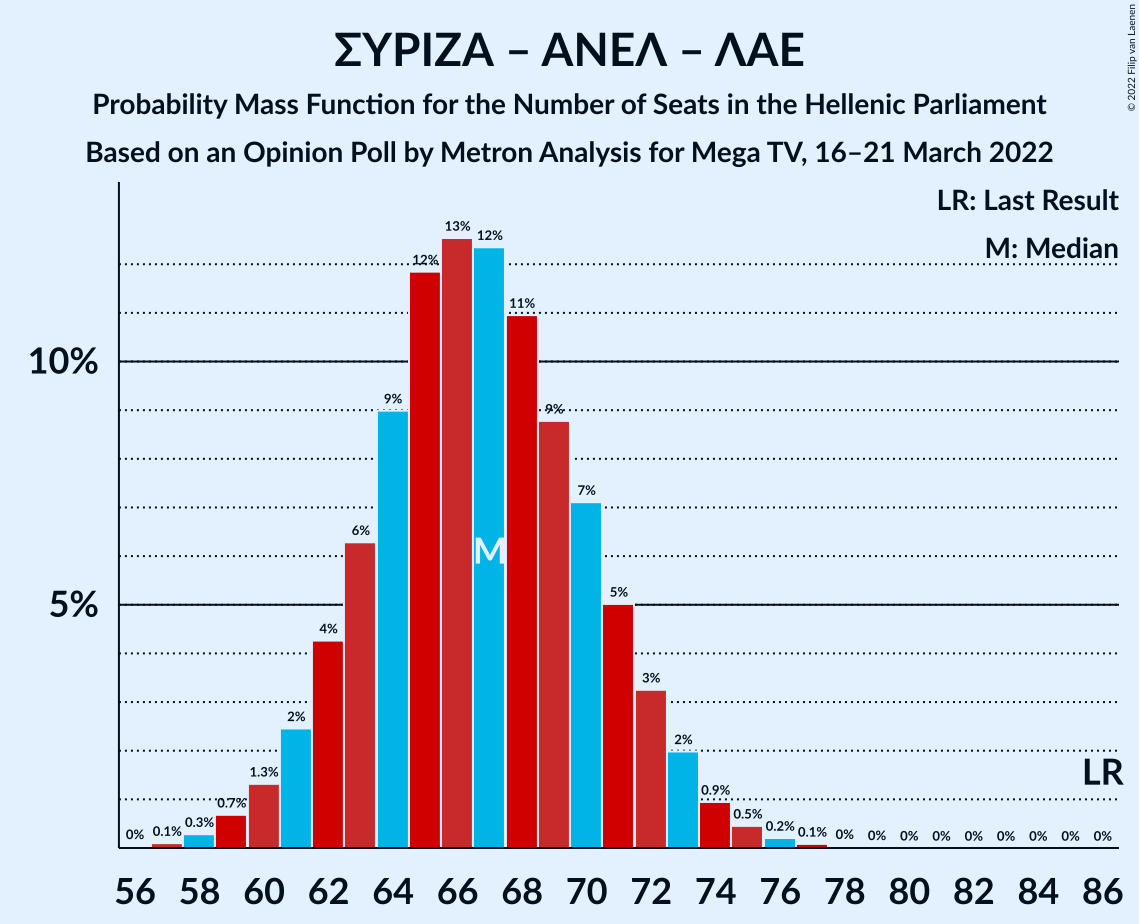 ΣΥΡΙΖΑ – ΑΝΕΛ – ΛΑΕ
Probability Mass Function for the Number of Seats in the Hellenic Parliament
Based on an Opinion Poll by Metron Analysis for Mega TV, 16–21 March 2022
© 2022 Filip van Laenen
LR: Last Result
M: Median
10%
5%
0% 0.1% 0.3% 0.7% 1.3% 2% 4% 6% 9% 12% 13% 12% 11% 9% 7% 5% 3% 2% 0.9% 0.5% 0.2% 0.1% 0% 0% 0% 0% 0% 0% 0% 0% 0%
M
LR
56 58 60 62 64 66 68 70 72 74 76 78 80 82 84 86